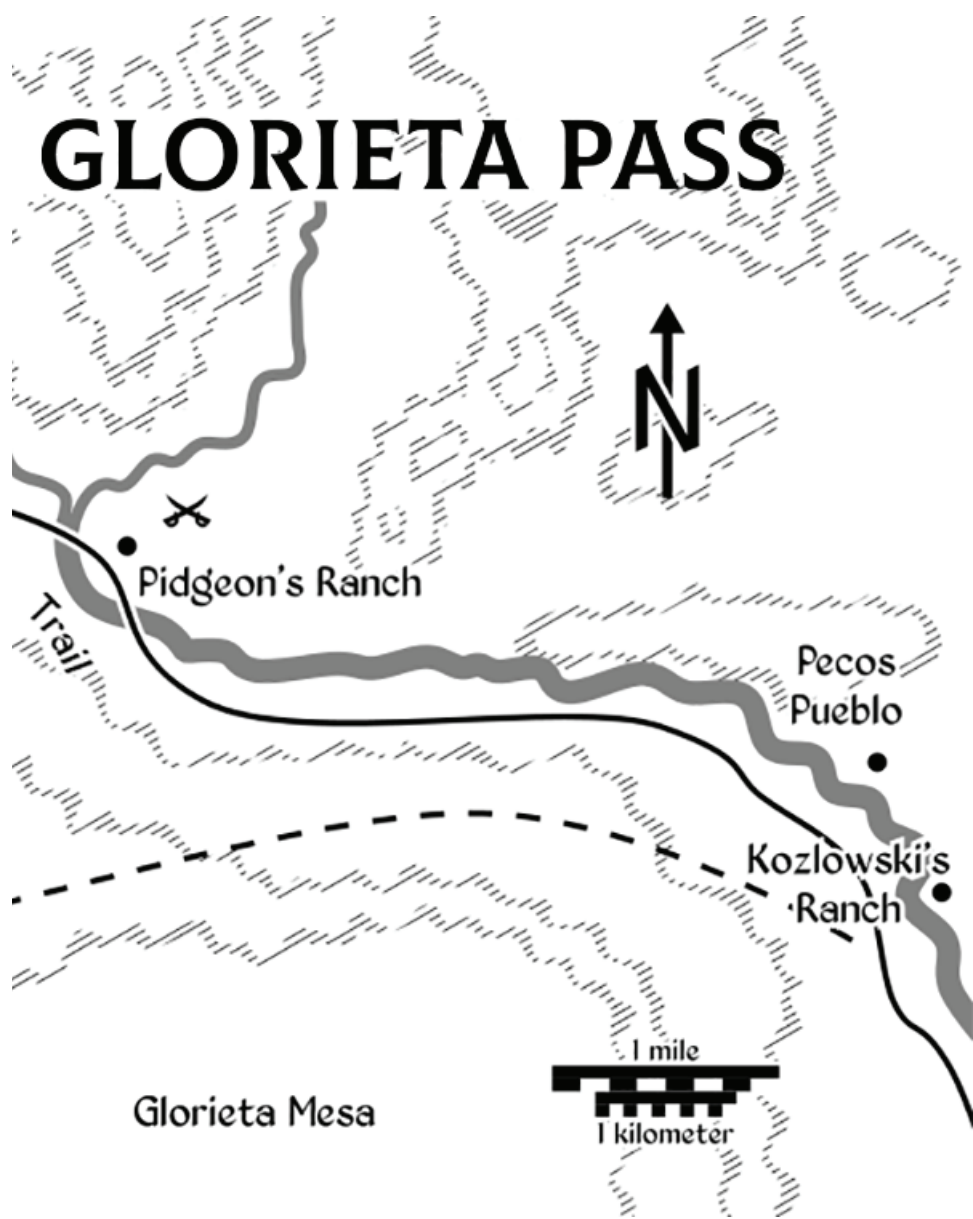 GLORIETA PASS
N
Pidgeon's Ranch
Trail
Pecos
Pueblo
Kozlowski's
Ranch
1 mile
1 kilometer
Glorieta Mesa